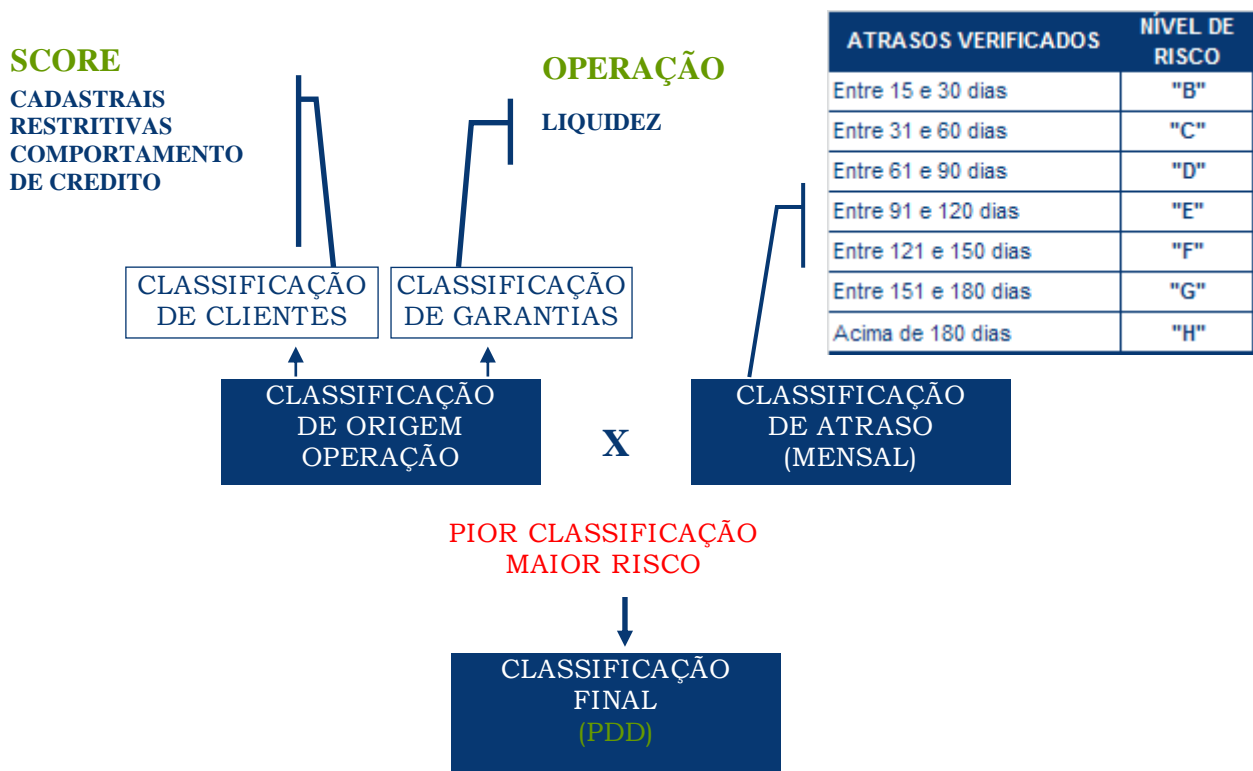 SCORE
CADASTRAIS
RESTRITIVAS
COMPORTAMENTO
DE CREDITO
OPERAÇÃO
LIQUIDEZ
ATRASOS VERIFICADOS
NÍVEL DE
RISCO
Entre 15 e 30 dias "B"
Entre 31 e 60 dias "C"
Entre 61 e 90 dias "D"
Entre 91 e 120 dias "E"
Entre 121 e 150 dias "F"
Entre 151 e 180 dias "G"
Acima de 180 dias "H"
CLASSIFICAÇÃO
DE CLIENTES
CLASSIFICAÇÃO
DE GARANTIAS
CLASSIFICAÇÃO
DE ORIGEM
OPERAÇÃO
X
CLASSIFICAÇÃO
DE ATRASO
(MENSAL)
PIOR CLASSIFICAÇÃO
MAIOR RISCO
CLASSIFICAÇÃO
FINAL
(PDD)